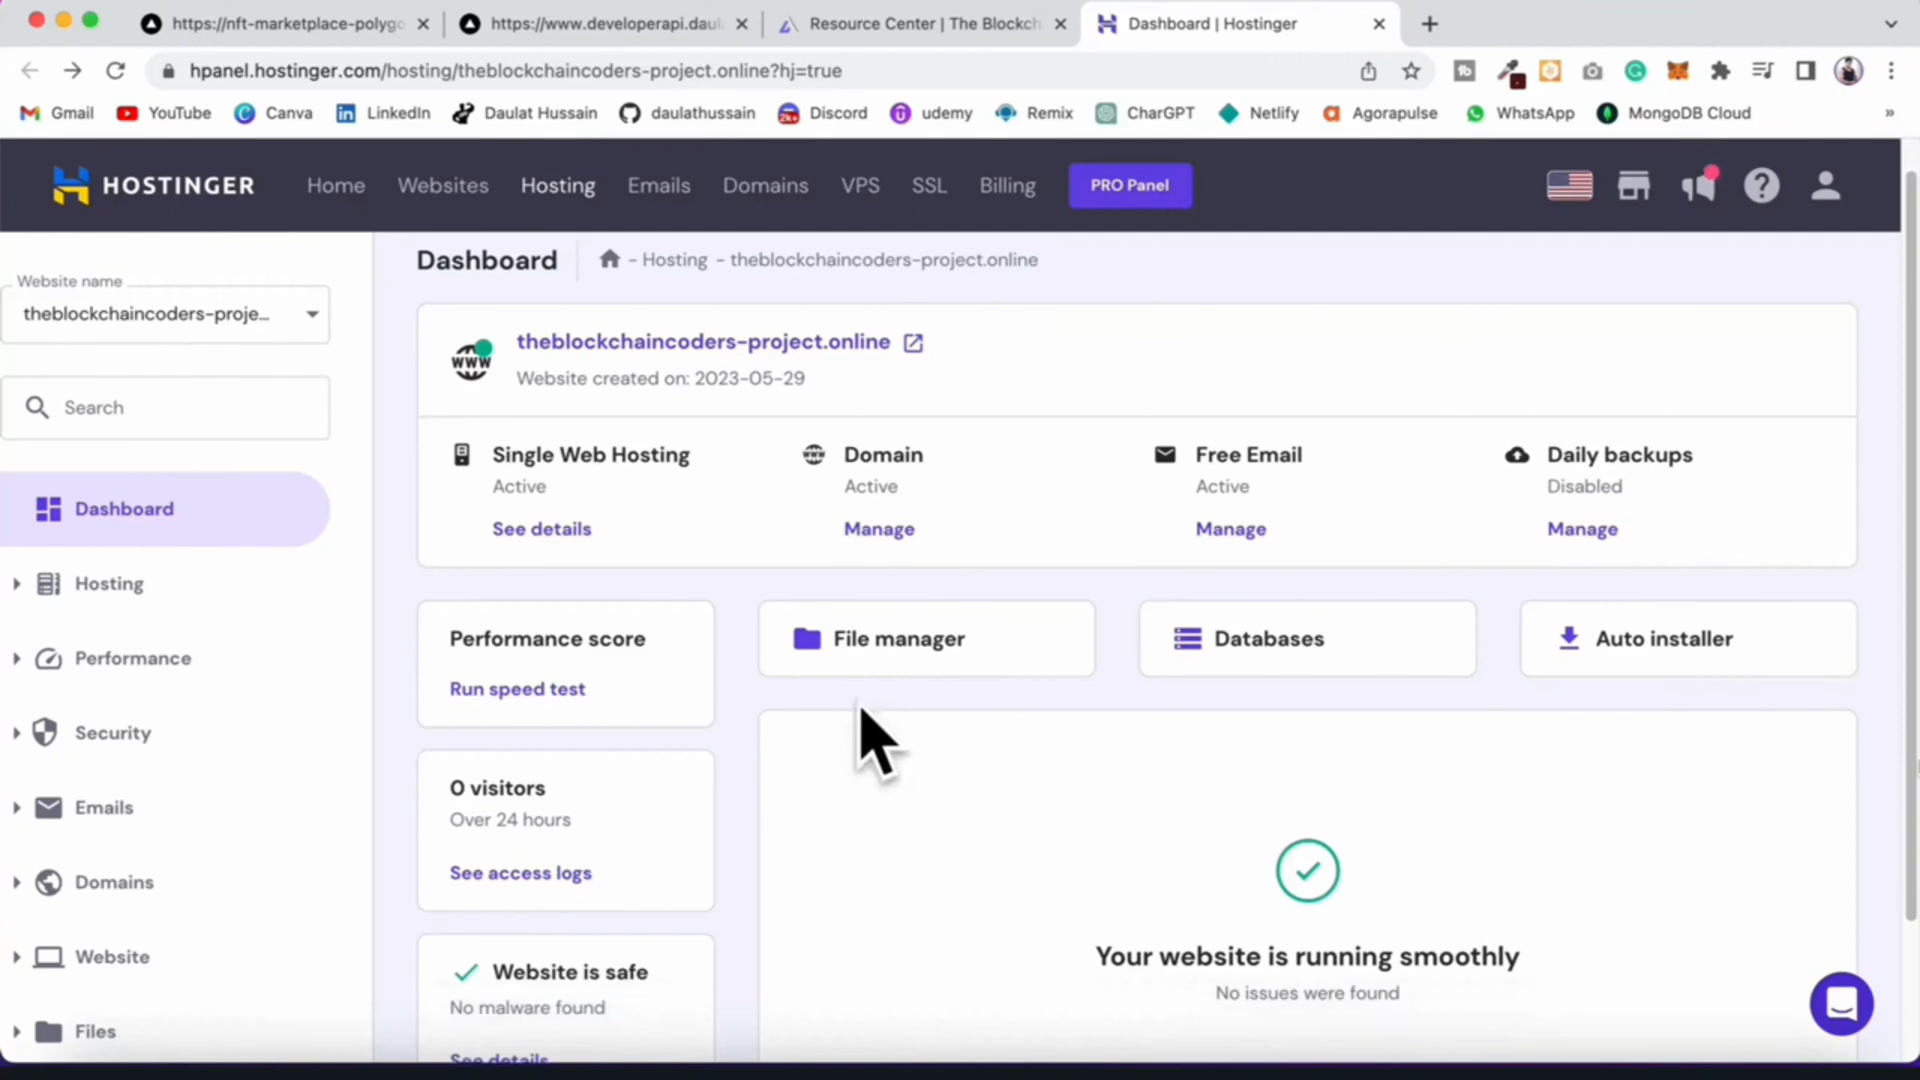 https://nft-marketplace-polygo
https://www.developerapi.daul
Resource Center | The Blockch
Dashboard | Hostinger
hpanel.hostinger.com/hosting/theblockchaincoders-project.online?hj=true
Gmail
YouTube
Canva
LinkedIn
Daulat Hussain
daulathussain
Discord
udemy
Remix
CharGPT
Netlify
Agorapulse
WhatsApp
MongoDB Cloud
»
HOSTINGER
Home
Websites
Hosting
Emails
Domains
VPS
SSL
Billing
PRO Panel
Website name
theblockchaincoders-proje...
Search
Dashboard
Hosting
Performance
Security
Emails
Domains
Website
Files
Dashboard
- Hosting - theblockchaincoders-project.online
www
theblockchaincoders-project.online
Website created on: 2023-05-29
Single Web Hosting
Active
See details
Domain
Active
Manage
Free Email
Active
Manage
Daily backups
Disabled
Manage
Performance score
Run speed test
File manager
Databases
Auto installer
0 visitors
Over 24 hours
See access logs
Website is safe
No malware found
See details
Your website is running smoothly
No issues were found